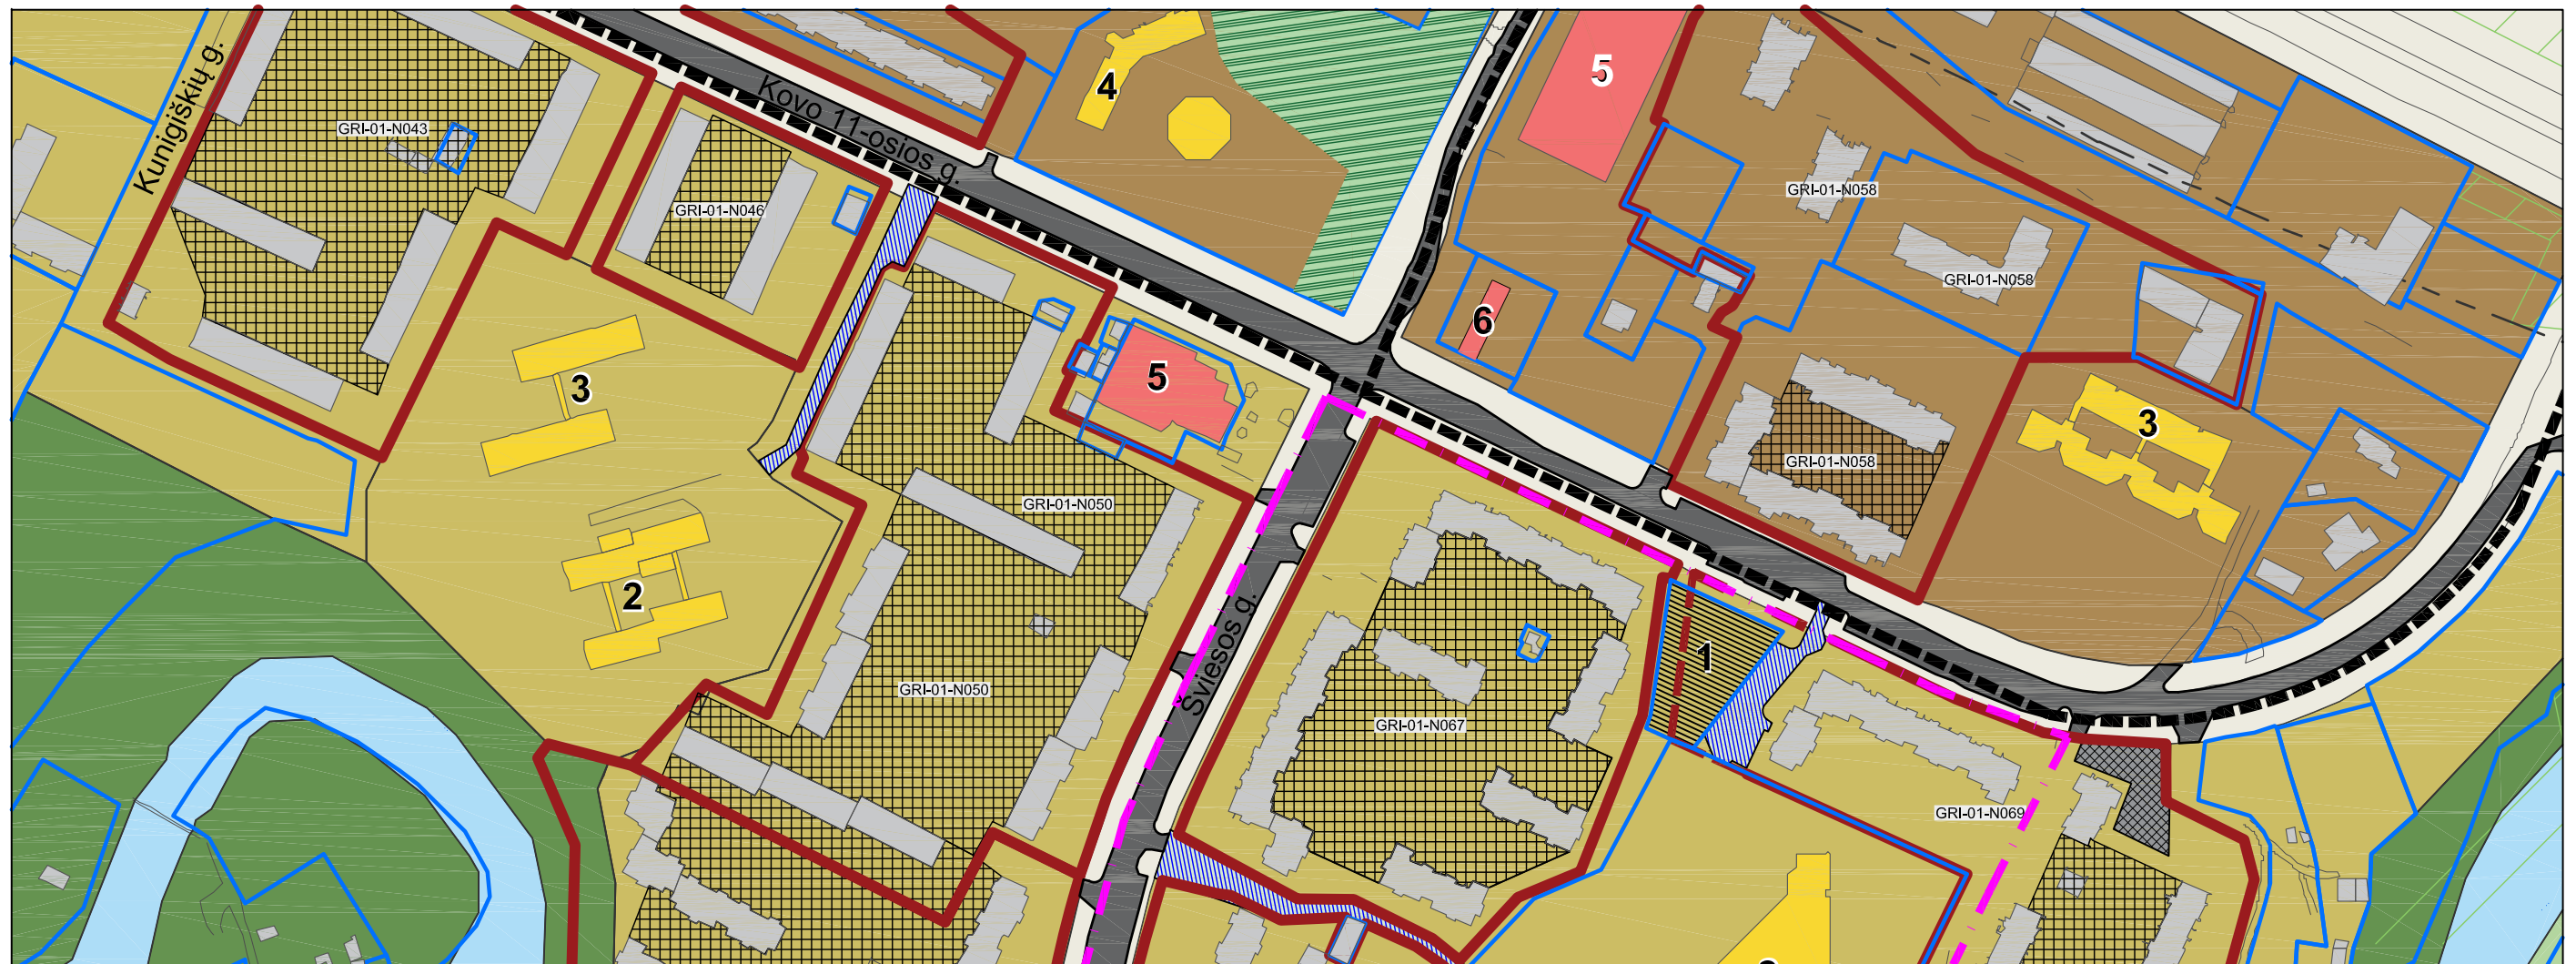 Kunigiškių g.
GRI-01-N043
Kovo 11-osios g.
GRI-01-N046
4
5
GRI-01-N058
GRI-01-N058
6
5
3
3
GRI-01-N058
GRI-01-N050
2
Šviesos g.
1
GRI-01-N050
GRI-01-N067
GRI-01-N069